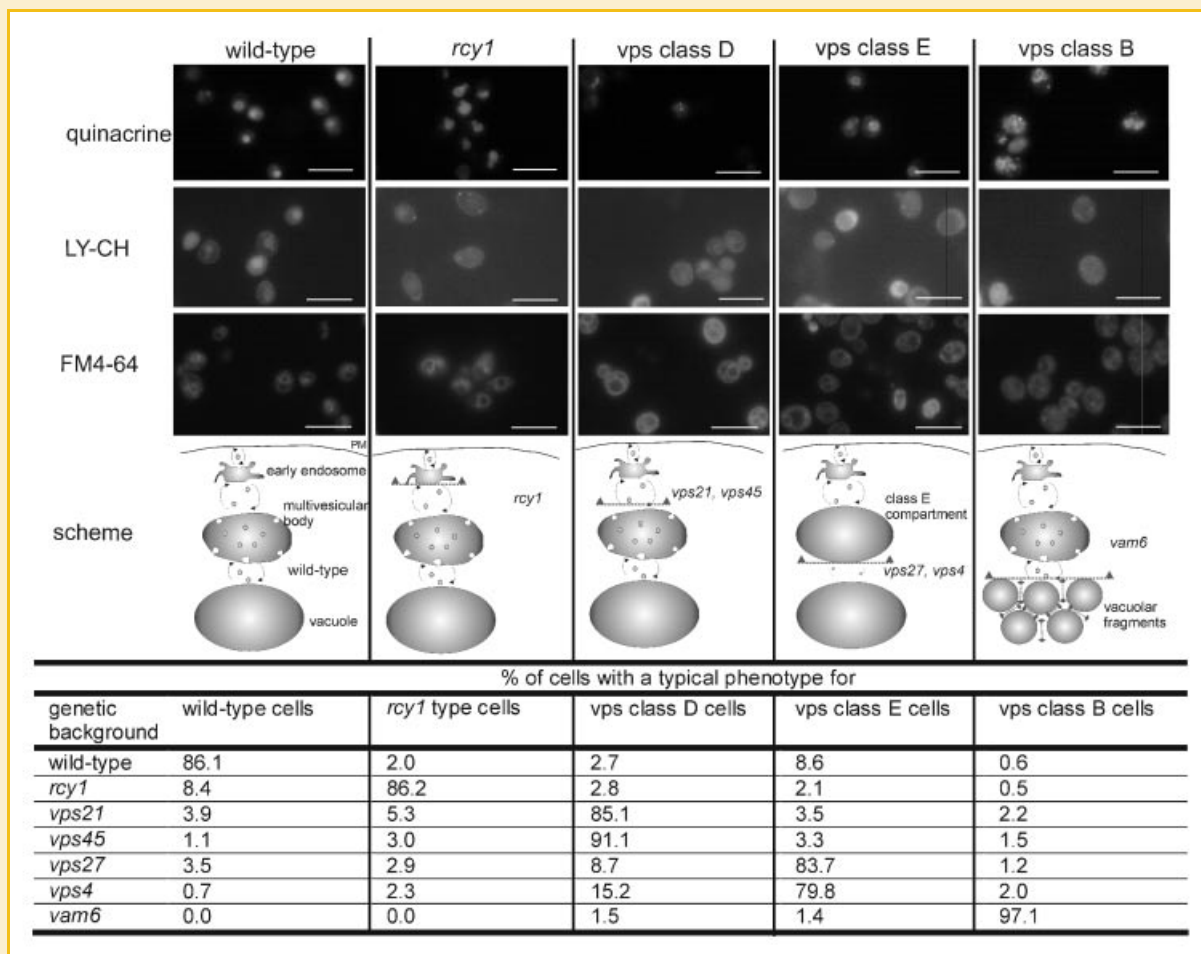 wild-type rcy1 vps class D vps class E vps class B
quinacrine
LY-CH
FM4-64
scheme
PM
early endosome
multivesicular
body
wild-type
vacuole
rcy1
vps21, vps45
class E
compartment
vps27, vps4
vam6
vacuolar
fragments
% of cells with a typical phenotype for
genetic
background wild-type cells rcy1 type cells vps class D cells vps class E cells vps class B cells
wild-type 86.1 2.0 2.7 8.6 0.6
rcy1 8.4 86.2 2.8 2.1 0.5
vps21 3.9 5.3 85.1 3.5 2.2
vps45 1.1 3.0 91.1 3.3 1.5
vps27 3.5 2.9 8.7 83.7 1.2
vps4 0.7 2.3 15.2 79.8 2.0
vam6 0.0 0.0 1.5 1.4 97.1